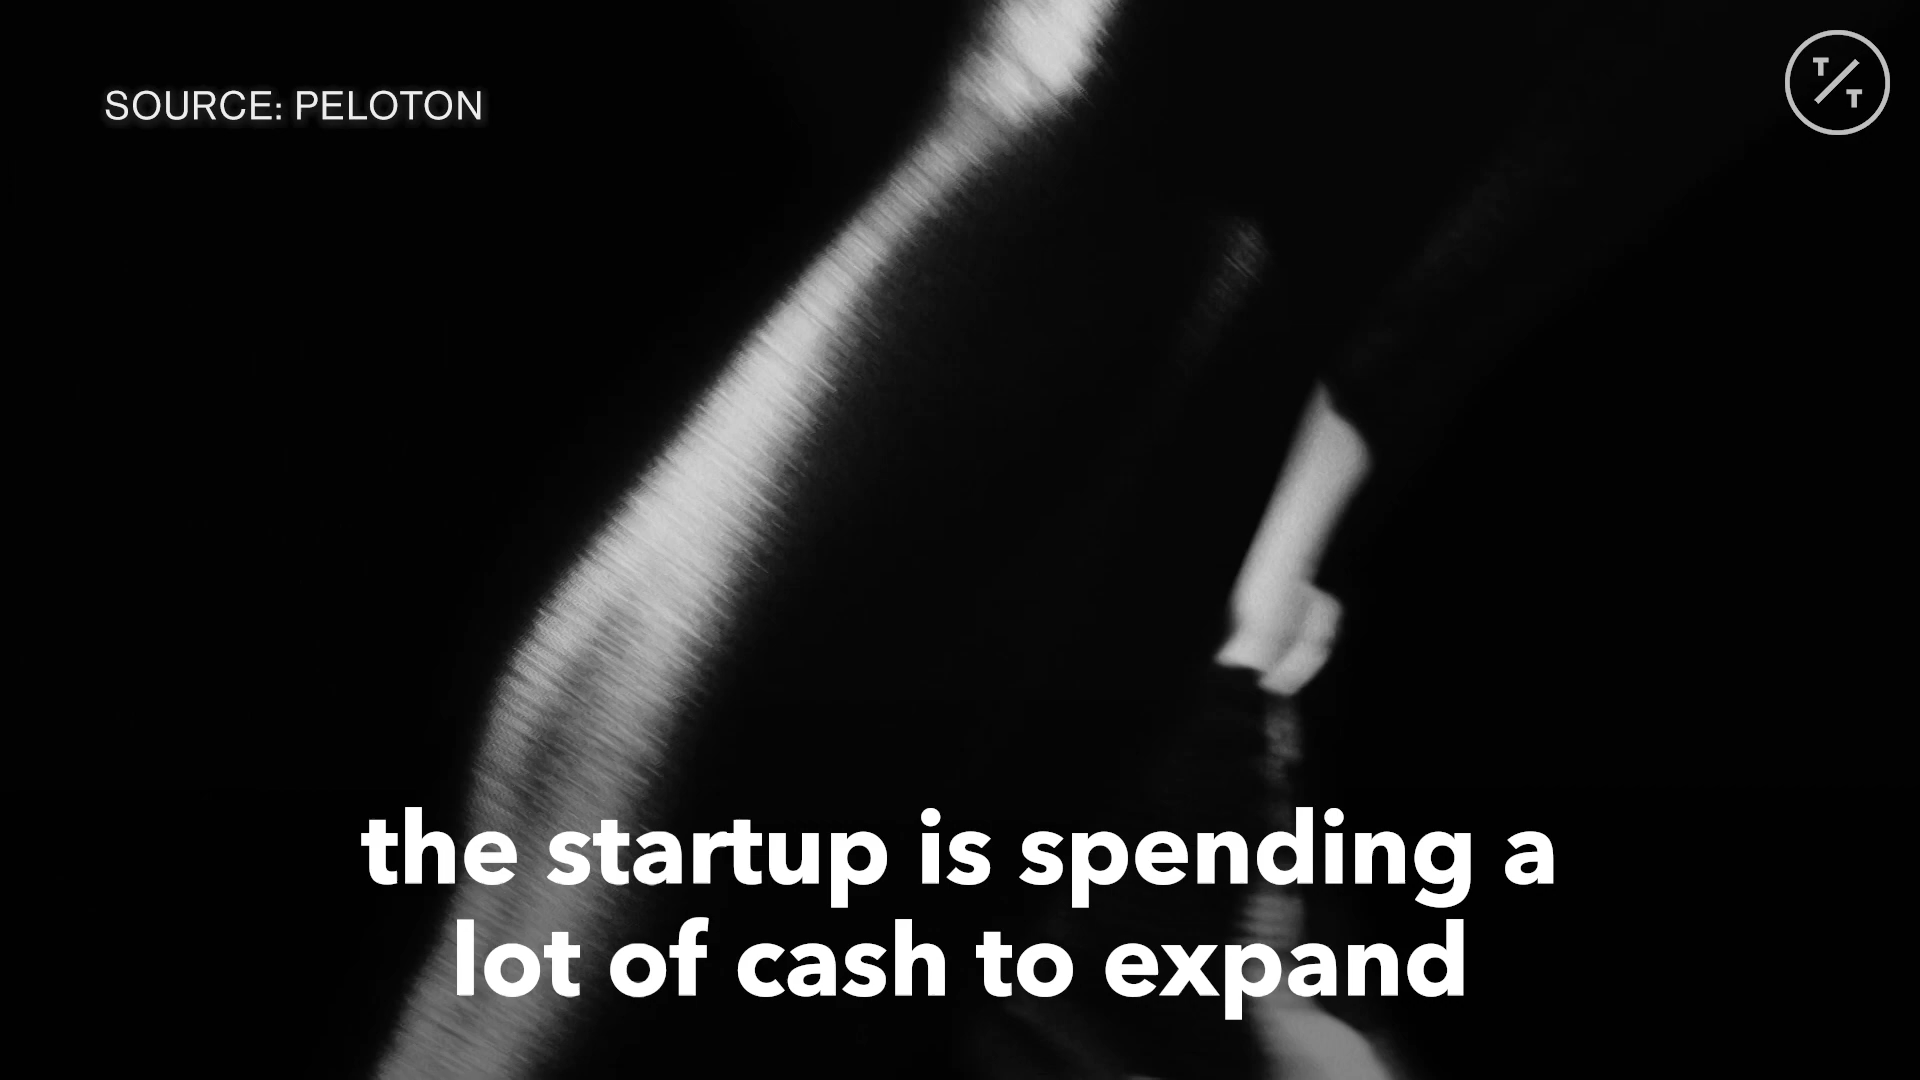 SOURCE: PELOTON
T/T
the startup is spending a
lot of cash to expand